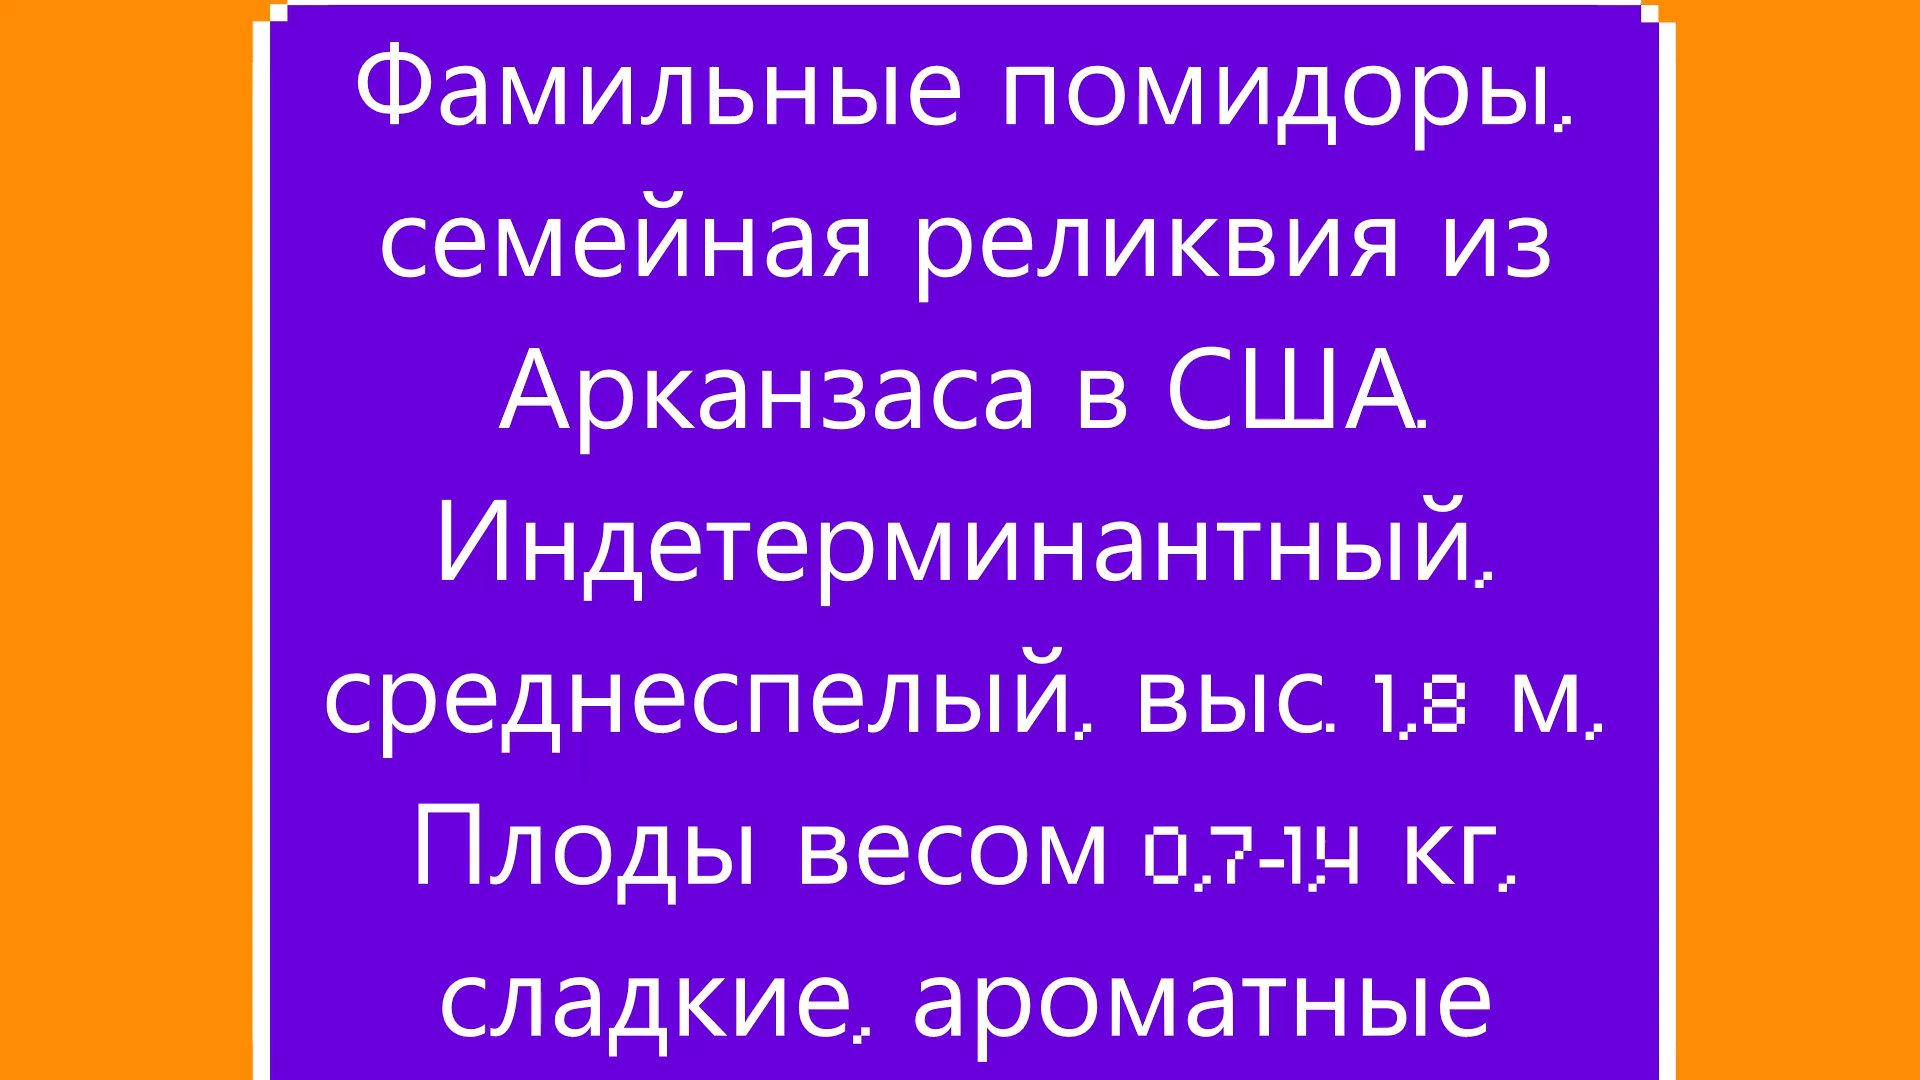 Фамильные помидоры,
семейная реликвия из
Арканзаса в США.
Индетерминантный,
среднеспелый, выс. 1,8 м,
Плоды весом 0,7-1,4 кг,
сладкие, ароматные